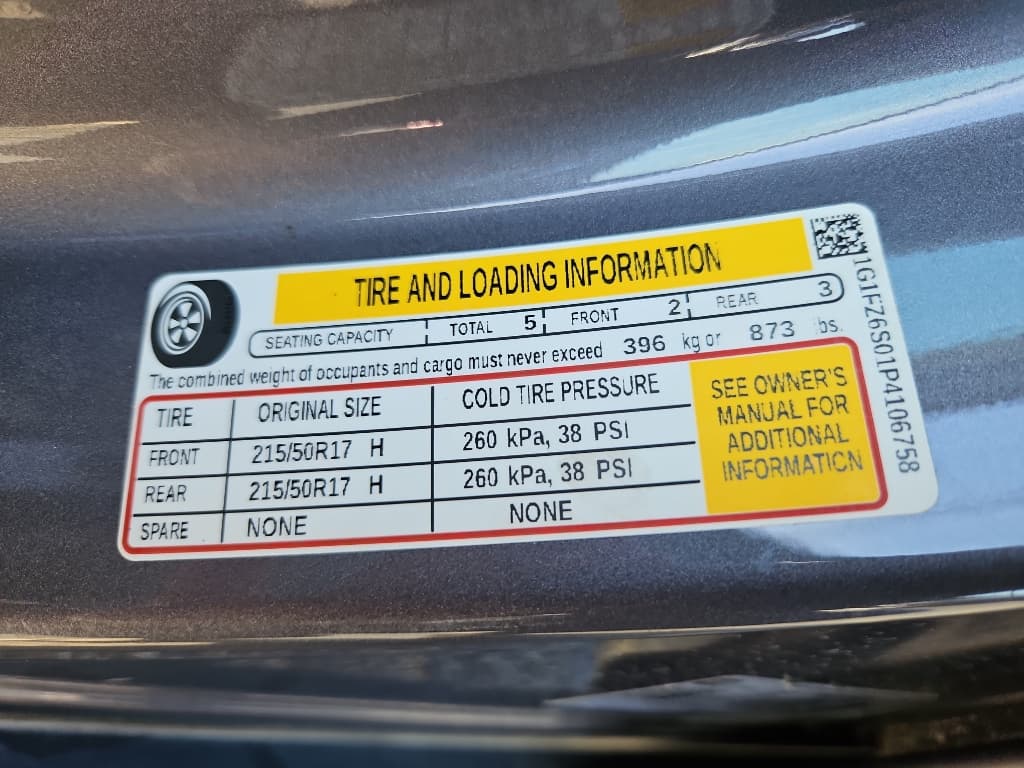 TIRE AND LOADING INFORMATION
SEATING CAPACITY TOTAL 5 FRONT 2 REAR 3
The combined weight of occupants and cargo must never exceed 396 kg or 873 lbs.
TIRE ORIGINAL SIZE COLD TIRE PRESSURE
FRONT 215/50R17 H 260 kPa, 38 PSI
REAR 215/50R17 H 260 kPa, 38 PSI
SPARE NONE NONE
SEE OWNER'S
MANUAL FOR
ADDITIONAL
INFORMATION
1G1FZ6S01P4106758